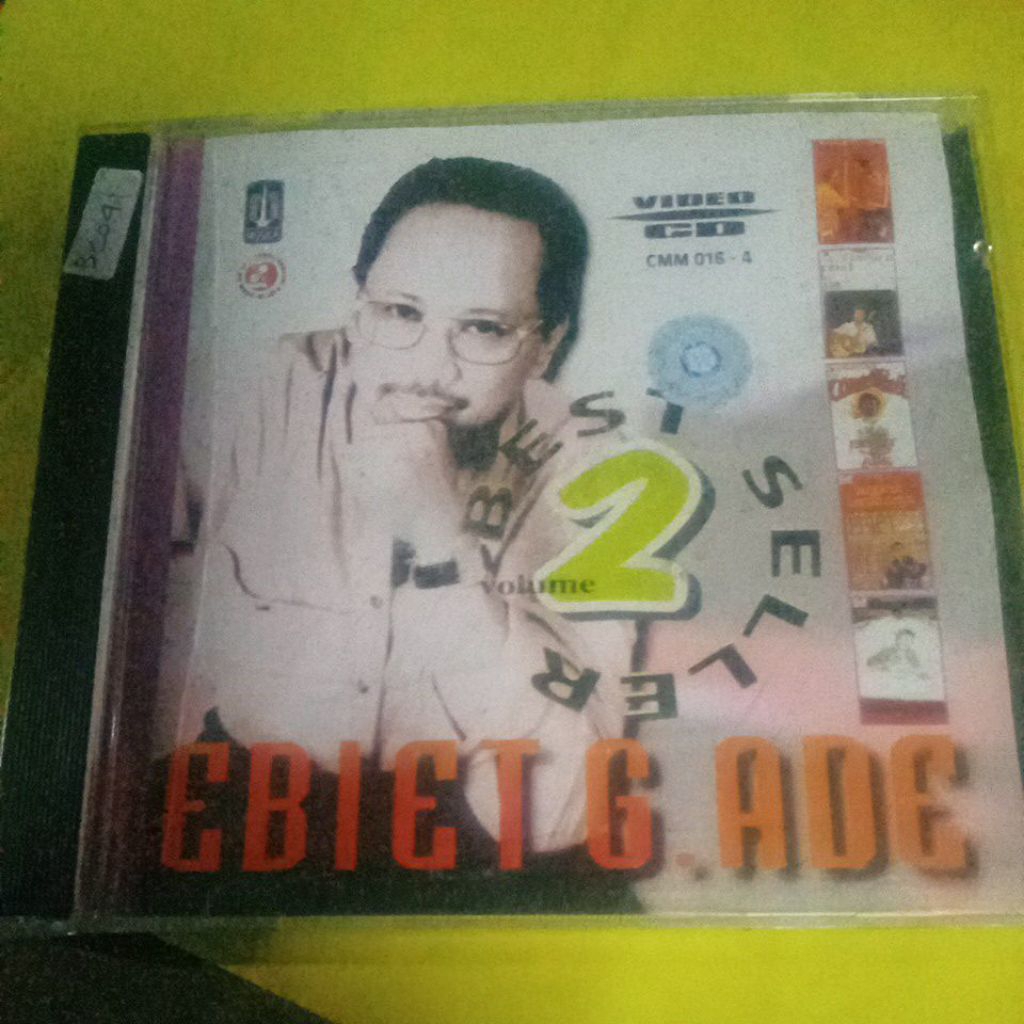 VIDEO
CD
CMM 016 - 4
BEST SELLER
volume 2
EBIET G. ADE